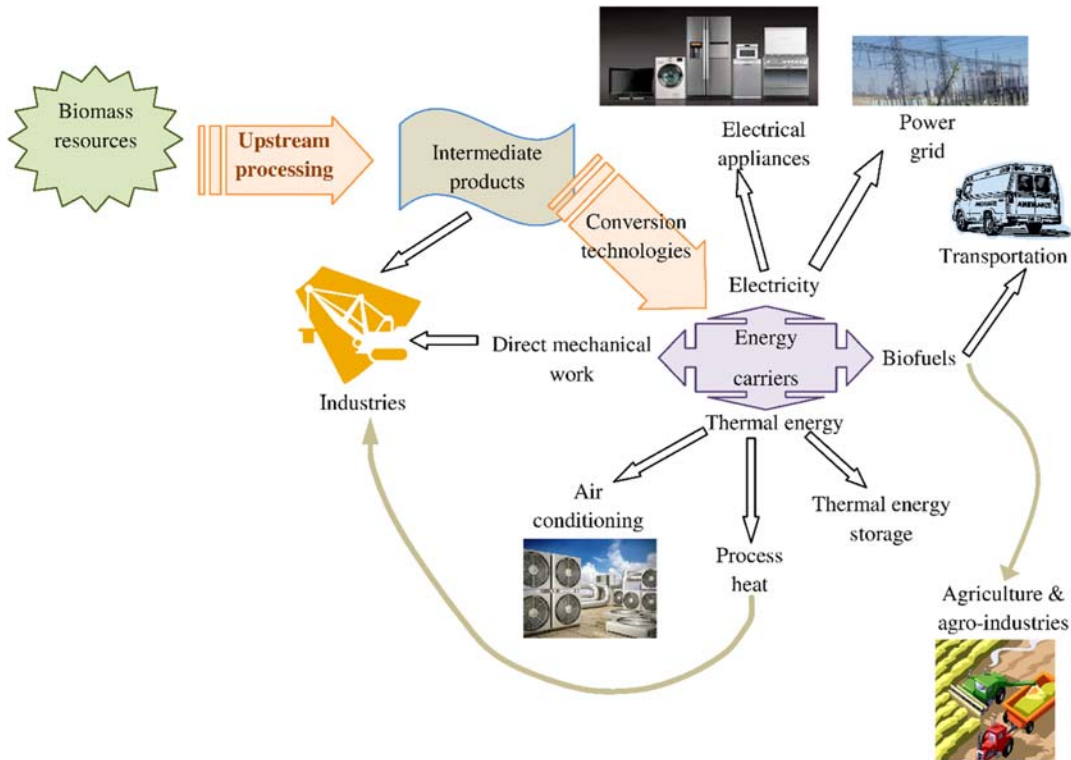 Biomass
resources
Upstream
processing
Intermediate
products
Conversion
technologies
Electrical
appliances
Power
grid
Transportation
Electricity
Energy
carriers
Direct mechanical
work
Biofuels
Industries
Thermal energy
Air
conditioning
Process
heat
Thermal energy
storage
Agriculture &
agro-industries